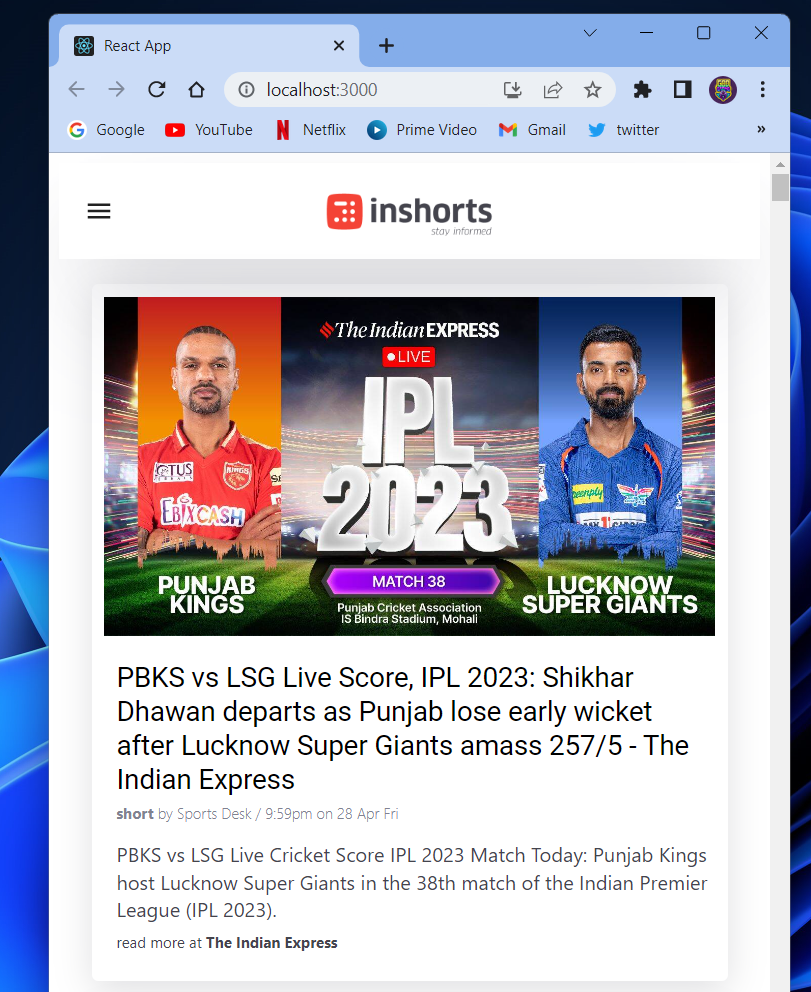 React App
localhost:3000
Google YouTube Netflix Prime Video Gmail twitter »
inshorts
stay informed
The Indian EXPRESS
LIVE
IPL
2023
LOTUS
KINGS
EBIXCASH
greenply
PUNJAB
KINGS
MATCH 38
Punjab Cricket Association
IS Bindra Stadium, Mohali
LUCKNOW
SUPER GIANTS
PBKS vs LSG Live Score, IPL 2023: Shikhar
Dhawan departs as Punjab lose early wicket
after Lucknow Super Giants amass 257/5 - The
Indian Express
short by Sports Desk / 9:59pm on 28 Apr Fri
PBKS vs LSG Live Cricket Score IPL 2023 Match Today: Punjab Kings
host Lucknow Super Giants in the 38th match of the Indian Premier
League (IPL 2023).
read more at The Indian Express